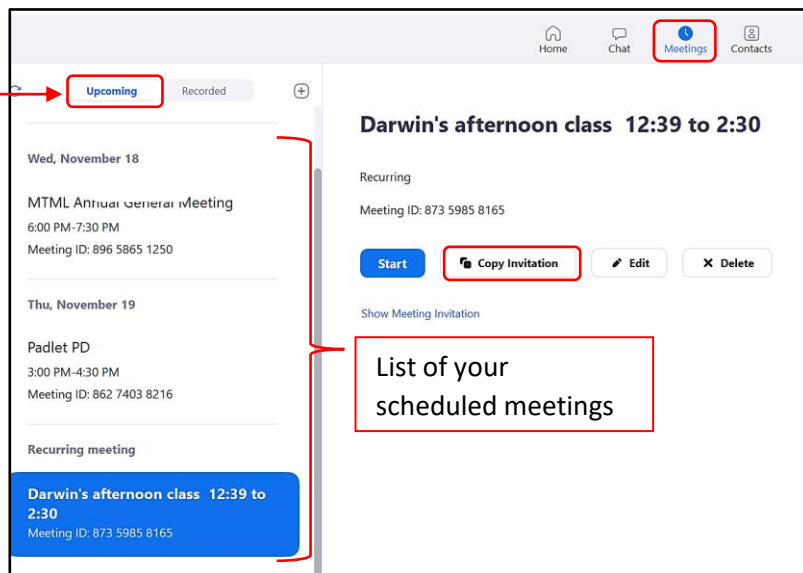 Home Chat Meetings Contacts
Upcoming Recorded
Wed, November 18
MTML Annual General Meeting
6:00 PM-7:30 PM
Meeting ID: 896 5865 1250
Thu, November 19
Padlet PD
3:00 PM-4:30 PM
Meeting ID: 862 7403 8216
Recurring meeting
Darwin's afternoon class 12:39 to
2:30
Meeting ID: 873 5985 8165
Darwin's afternoon class 12:39 to 2:30
Recurring
Meeting ID: 873 5985 8165
Start Copy Invitation Edit Delete
Show Meeting Invitation
List of your
scheduled meetings